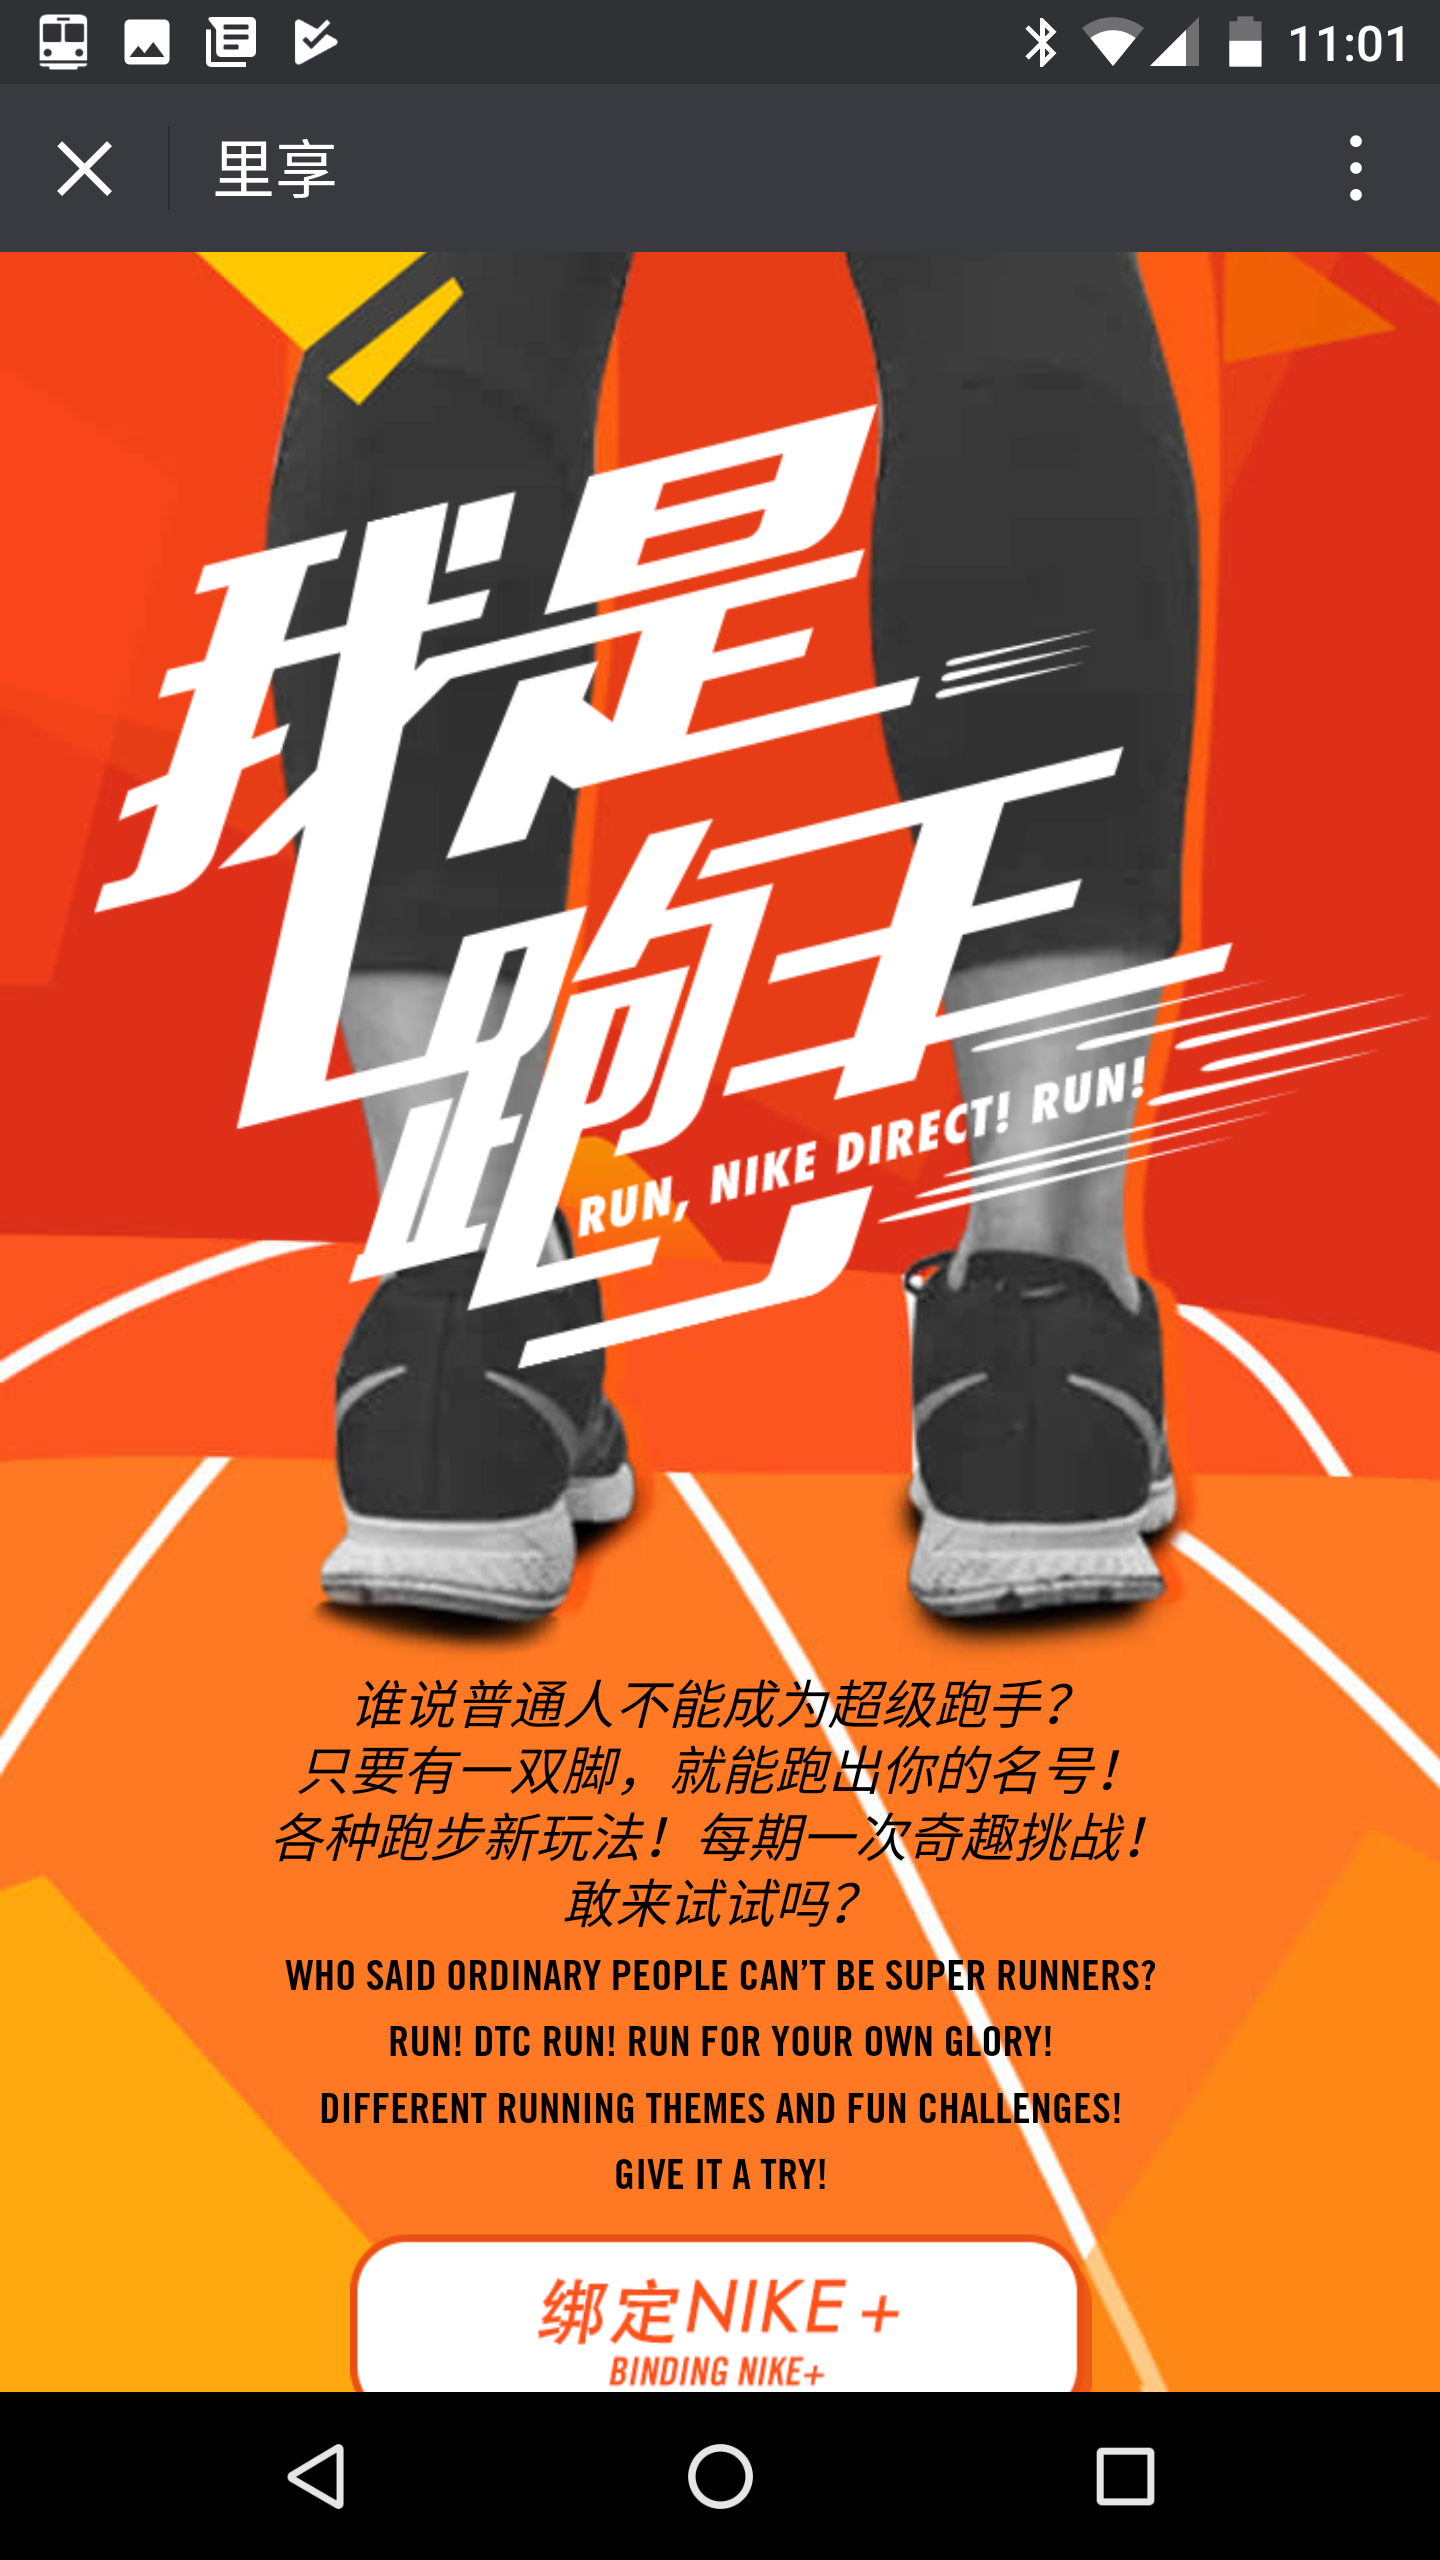 11:01
里享
我是
跑王
RUN, NIKE DIRECT! RUN!
谁说普通人不能成为超级跑手？
只要有一双脚，就能跑出你的名号！
各种跑步新玩法！每期一次奇趣挑战！
敢来试试吗？
WHO SAID ORDINARY PEOPLE CAN'T BE SUPER RUNNERS?
RUN! DTC RUN! RUN FOR YOUR OWN GLORY!
DIFFERENT RUNNING THEMES AND FUN CHALLENGES!
GIVE IT A TRY!
绑定NIKE+
BINDING NIKE+